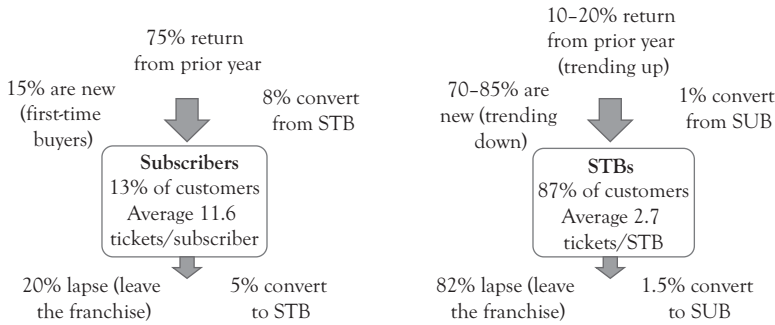 75% return
from prior year
15% are new
(first-time
buyers)
8% convert
from STB
Subscribers
13% of customers
Average 11.6
tickets/subscriber
20% lapse (leave
the franchise)
5% convert
to STB
10–20% return
from prior year
(trending up)
70–85% are
new (trending
down)
1% convert
from SUB
STBs
87% of customers
Average 2.7
tickets/STB
82% lapse (leave
the franchise)
1.5% convert
to SUB